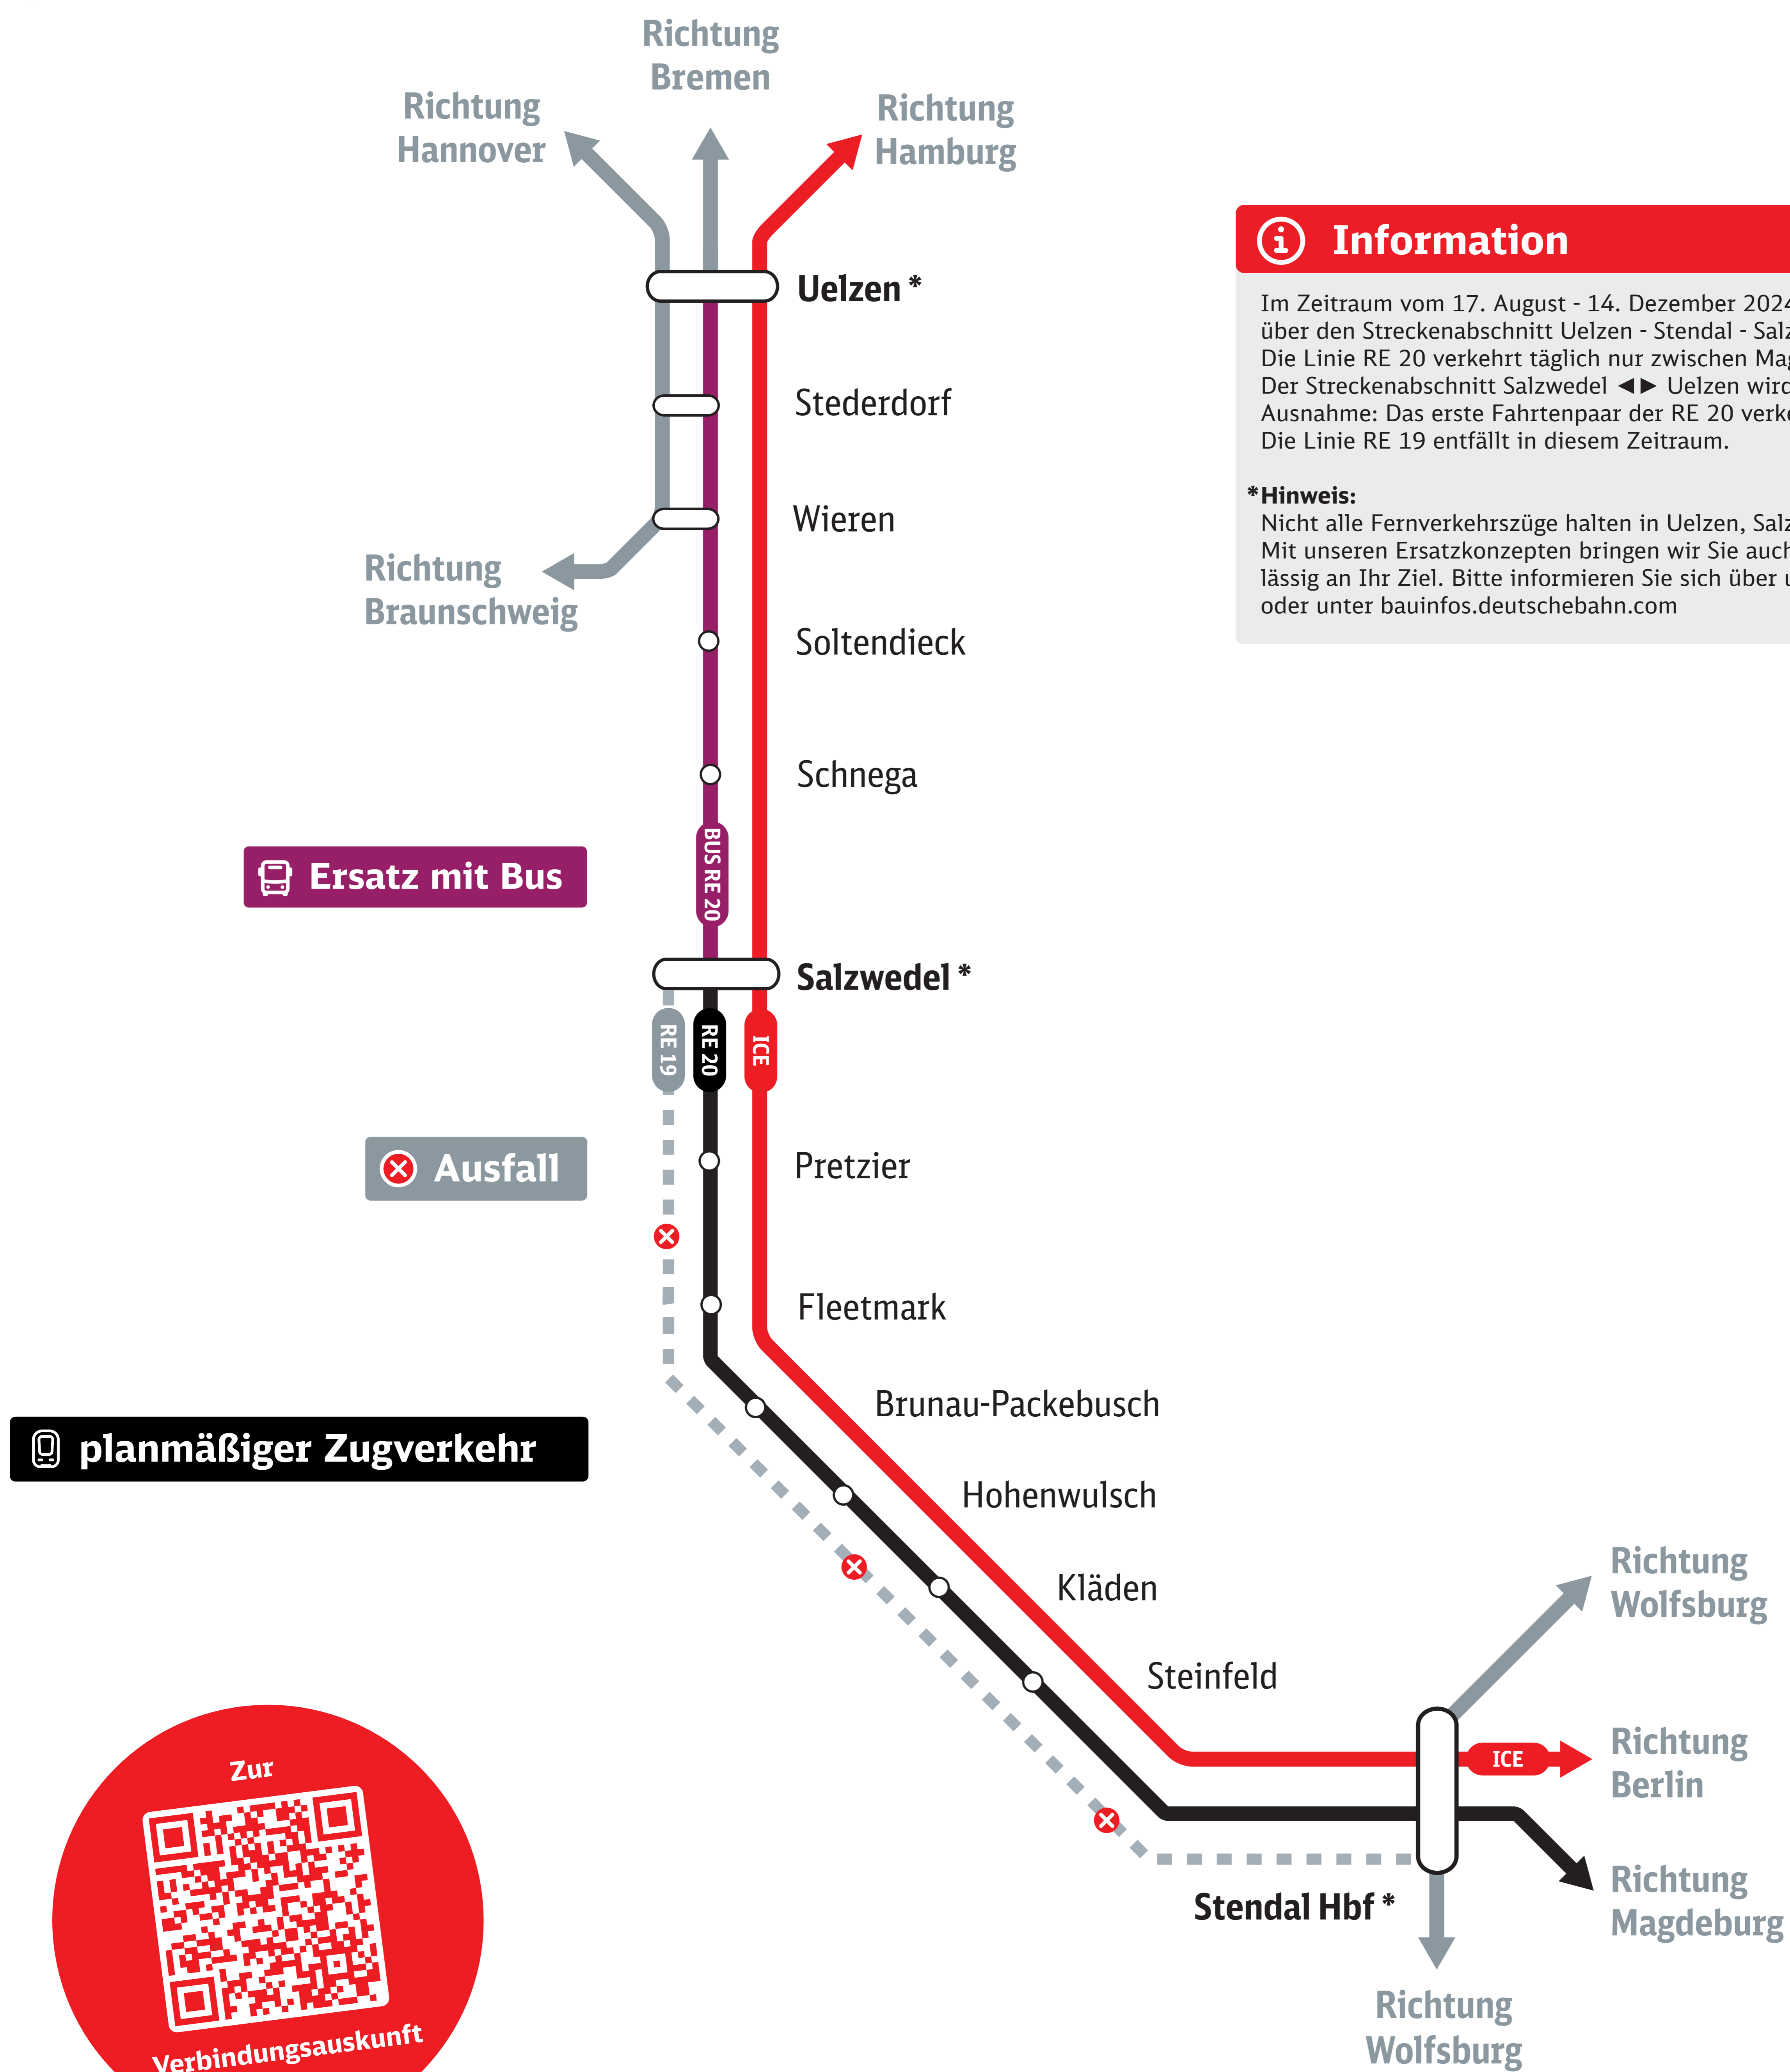 Richtung
Bremen
Richtung
Hannover
Richtung
Hamburg
Uelzen *
Stederdorf
Wieren
Richtung
Braunschweig
Soltendieck
Schnega
BUS RE 20
Ersatz mit Bus
Salzwedel *
RE 19
RE 20
ICE
Pretzier
Ausfall
Fleetmark
Brunau-Packebusch
planmäßiger Zugverkehr
Hohenwulsch
Kläden
Steinfeld
Richtung
Wolfsburg
ICE
Richtung
Berlin
Richtung
Magdeburg
Stendal Hbf *
Richtung
Wolfsburg
Information
Im Zeitraum vom 17. August - 14. Dezember 2024
über den Streckenabschnitt Uelzen - Stendal - Salz
Die Linie RE 20 verkehrt täglich nur zwischen Mag
Der Streckenabschnitt Salzwedel ◄► Uelzen wird
Ausnahme: Das erste Fahrtenpaar der RE 20 verke
Die Linie RE 19 entfällt in diesem Zeitraum.
*Hinweis:
Nicht alle Fernverkehrszüge halten in Uelzen, Salz
Mit unseren Ersatzkonzepten bringen wir Sie auch
lässig an Ihr Ziel. Bitte informieren Sie sich über u
oder unter bauinfos.deutschebahn.com
Zur
Verbindungsauskunft